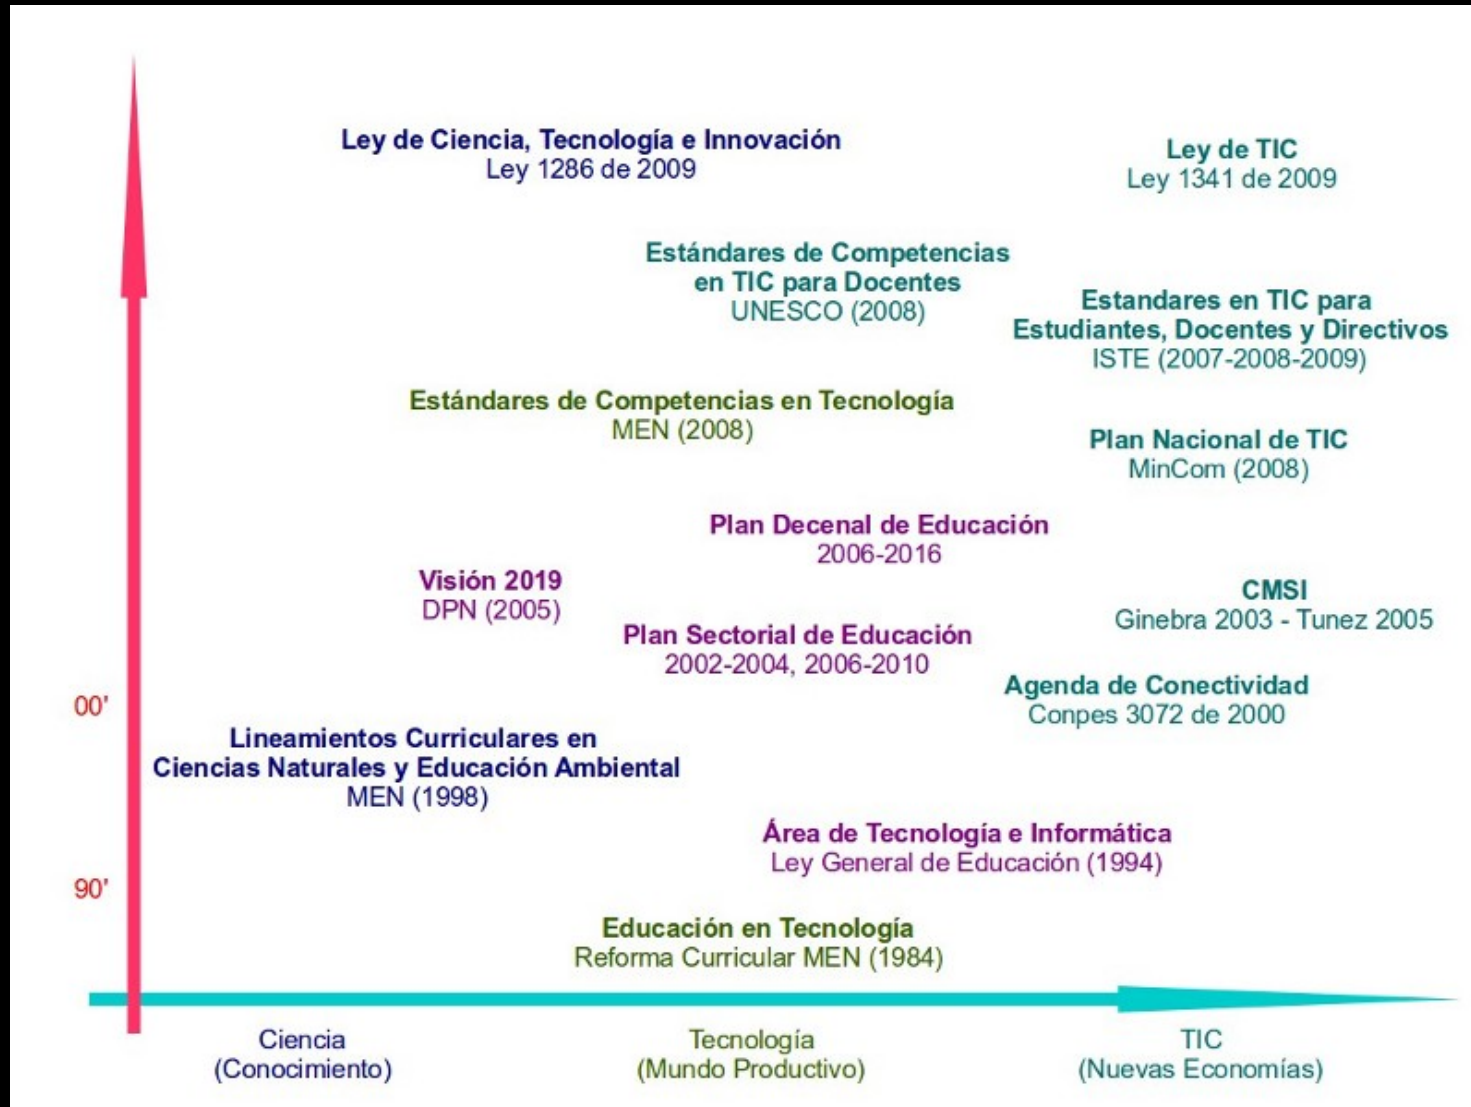 Ley de Ciencia, Tecnología e Innovación
Ley 1286 de 2009
Ley de TIC
Ley 1341 de 2009
Estándares de Competencias
en TIC para Docentes
UNESCO (2008)
Estandares en TIC para
Estudiantes, Docentes y Directivos
ISTE (2007-2008-2009)
Estándares de Competencias en Tecnología
MEN (2008)
Plan Nacional de TIC
MinCom (2008)
Plan Decenal de Educación
2006-2016
Visión 2019
DPN (2005)
CMSI
Ginebra 2003 - Tunez 2005
Plan Sectorial de Educación
2002-2004, 2006-2010
Agenda de Conectividad
Conpes 3072 de 2000
00'
Lineamientos Curriculares en
Ciencias Naturales y Educación Ambiental
MEN (1998)
Área de Tecnología e Informática
Ley General de Educación (1994)
90'
Educación en Tecnología
Reforma Curricular MEN (1984)
Ciencia
(Conocimiento)
Tecnología
(Mundo Productivo)
TIC
(Nuevas Economías)